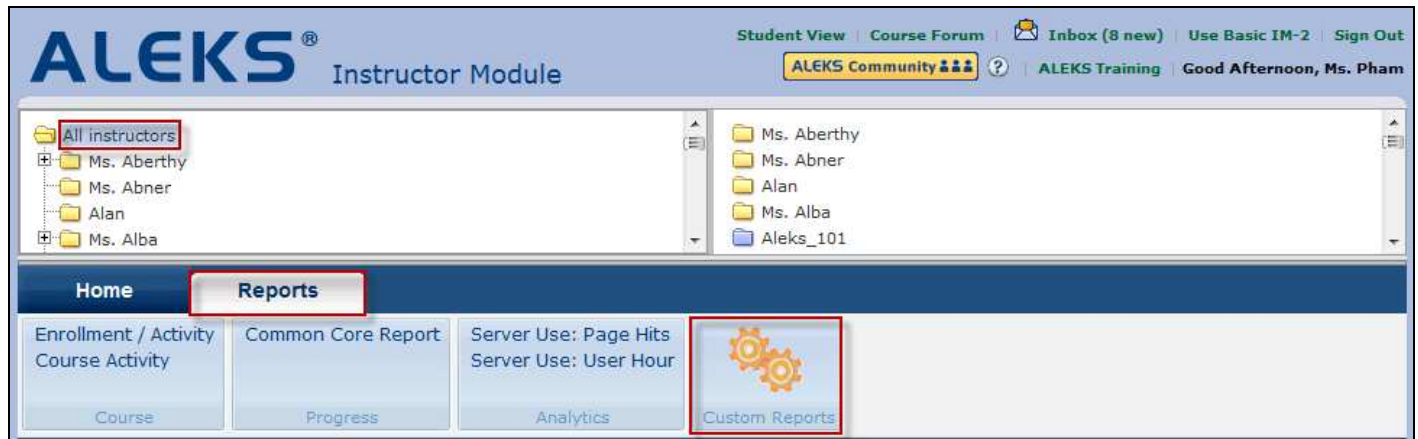 ALEKS® Instructor Module
Student View Course Forum Inbox (8 new) Use Basic IM-2 Sign Out
ALEKS Community ? ALEKS Training Good Afternoon, Ms. Pham
All instructors
Ms. Aberthy
Ms. Abner
Alan
Ms. Alba
Ms. Aberthy
Ms. Abner
Alan
Ms. Alba
Aleks_101
Home Reports
Enrollment / Activity
Course Activity
Course
Common Core Report
Progress
Server Use: Page Hits
Server Use: User Hour
Analytics
Custom Reports